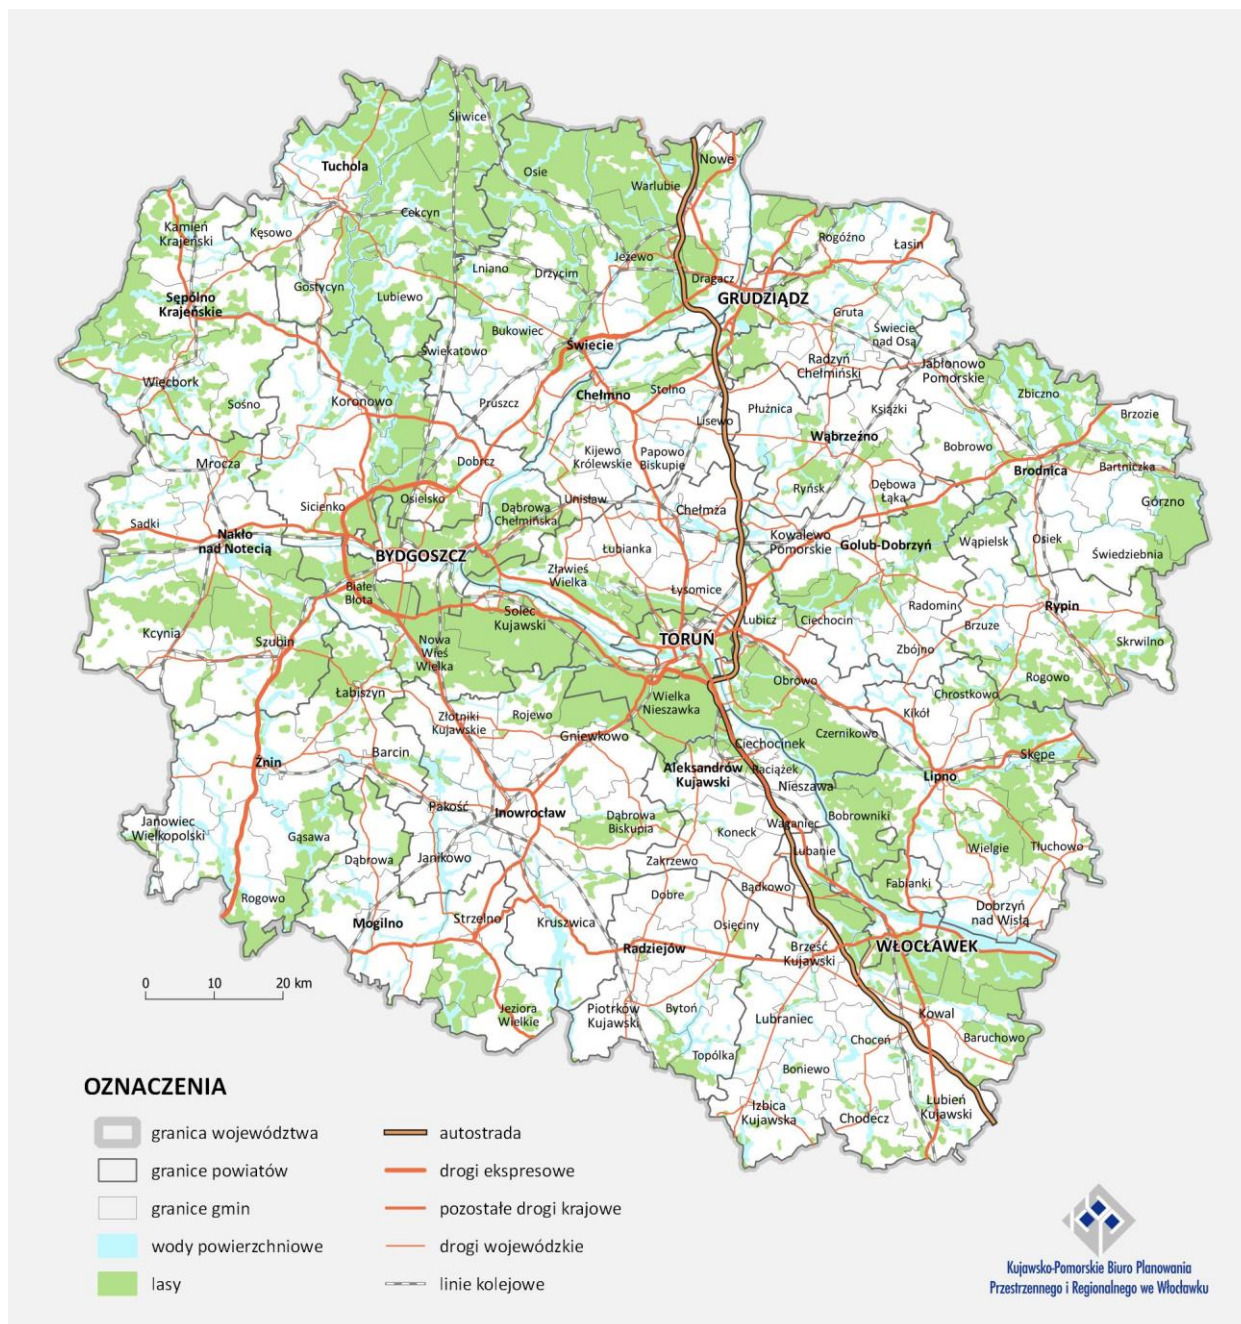 Śliwice
Nowe
Tuchola
Osie
Warlubie
Cekcyn
Kamień
Krajeński
Kęsowo
Rogóźno
Łasin
Jeżewo
Lniano
Drzycim
Dragacz
Gostycyn
Lubiewo
Sępólno
Krajeńskie
GRUDZIĄDZ
Gruta
Bukowiec
Świecie
nad Osą
Świekatowo
Świecie
Radzyń
Chełmiński
Jabłonowo
Pomorskie
Więcbork
Sośno
Koronowo
Pruszcz
Chełmno
Stolno
Zbiczno
Płużnica
Książki
Brzozie
Lisewo
Wąbrzeźno
Bobrowo
Mrocza
Dobrcz
Kijewo
Królewskie
Papowo
Biskupie
Brodnica
Bartniczka
Sicienko
Osielsko
Unisław
Ryńsk
Dębowa
Łąka
Górzno
Sadki
Dąbrowa
Chełmińska
Chełmża
Nakło
nad Notecią
BYDGOSZCZ
Łubianka
Kowalewo
Pomorskie
Golub-Dobrzyń
Wąpielsk
Osiek
Świedziebnia
Zławieś
Wielka
Białe
Błota
Łysomice
Solec
Kujawski
Radomin
Rypin
Kcynia
Szubin
Nowa
Wieś
Wielka
TORUŃ
Lubicz
Ciechocin
Brzuze
Zbójno
Skrwilno
Łabiszyn
Rojewo
Wielka
Nieszawka
Obrowo
Rogowo
Chrostkowo
Złotniki
Kujawskie
Kikół
Gniewkowo
Czernikowo
Barcin
Ciechocinek
Skępe
Żnin
Aleksandrów
Kujawski
Raciążek
Nieszawa
Lipno
Pakość
Inowrocław
Dąbrowa
Biskupia
Janowiec
Wielkopolski
Waganiec
Bobrowniki
Koneck
Gąsawa
Dąbrowa
Janikowo
Lubanie
Wielgie
Tłuchowo
Zakrzewo
Bądkowo
Fabianki
Rogowo
Dobre
Dobrzyń
nad Wisłą
Mogilno
Strzelno
Kruszwica
Osięciny
Radziejów
Brześć
Kujawski
WŁOCŁAWEK
0 10 20 km
Jeziora
Wielkie
Piotrków
Kujawski
Bytoń
Lubraniec
Kowal
Choceń
Baruchowo
Topólka
Boniewo
Izbica
Kujawska
Chodecz
Łubień
Kujawski
OZNACZENIA
granica województwa
granice powiatów
granice gmin
wody powierzchniowe
lasy
autostrada
drogi ekspresowe
pozostałe drogi krajowe
drogi wojewódzkie
linie kolejowe
Kujawsko-Pomorskie Biuro Planowania
Przestrzennego i Regionalnego we Włocławku